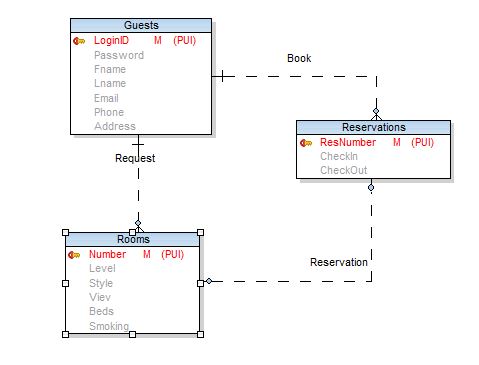 Guests
LoginID M (PUI)
Password
Fname
Lname
Email
Phone
Address
Book
Reservations
ResNumber M (PUI)
CheckIn
CheckOut
Request
Rooms
Number M (PUI)
Level
Style
Viev
Beds
Smoking
Reservation